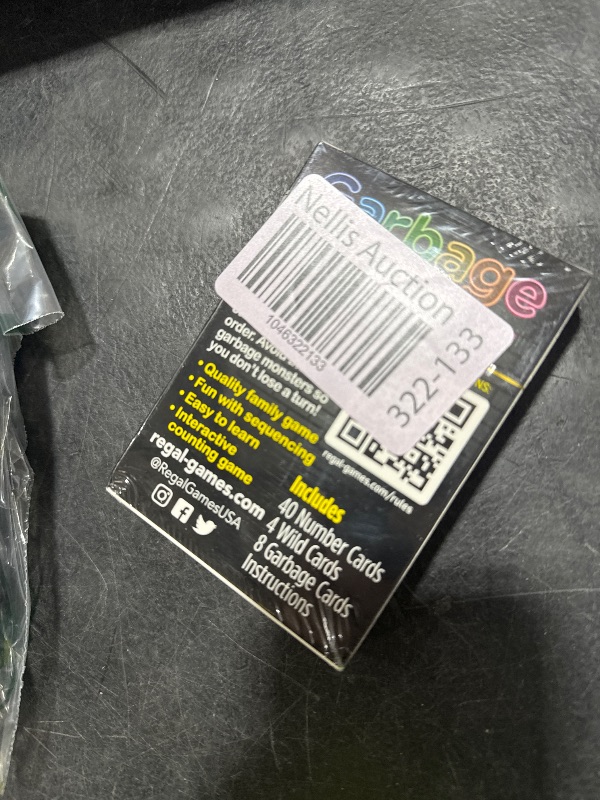 Garbage
Nellis Auction
1046322133
322-133
order. Avoid
garbage monsters so
you don't lose a turn!
• Quality family game
• Fun with sequencing
• Easy to learn
• Interactive
counting game
regal-games.com
@RegalGamesUSA
regal-games.com/rules
Includes
40 Number Cards
4 Wild Cards
8 Garbage Cards
Instructions